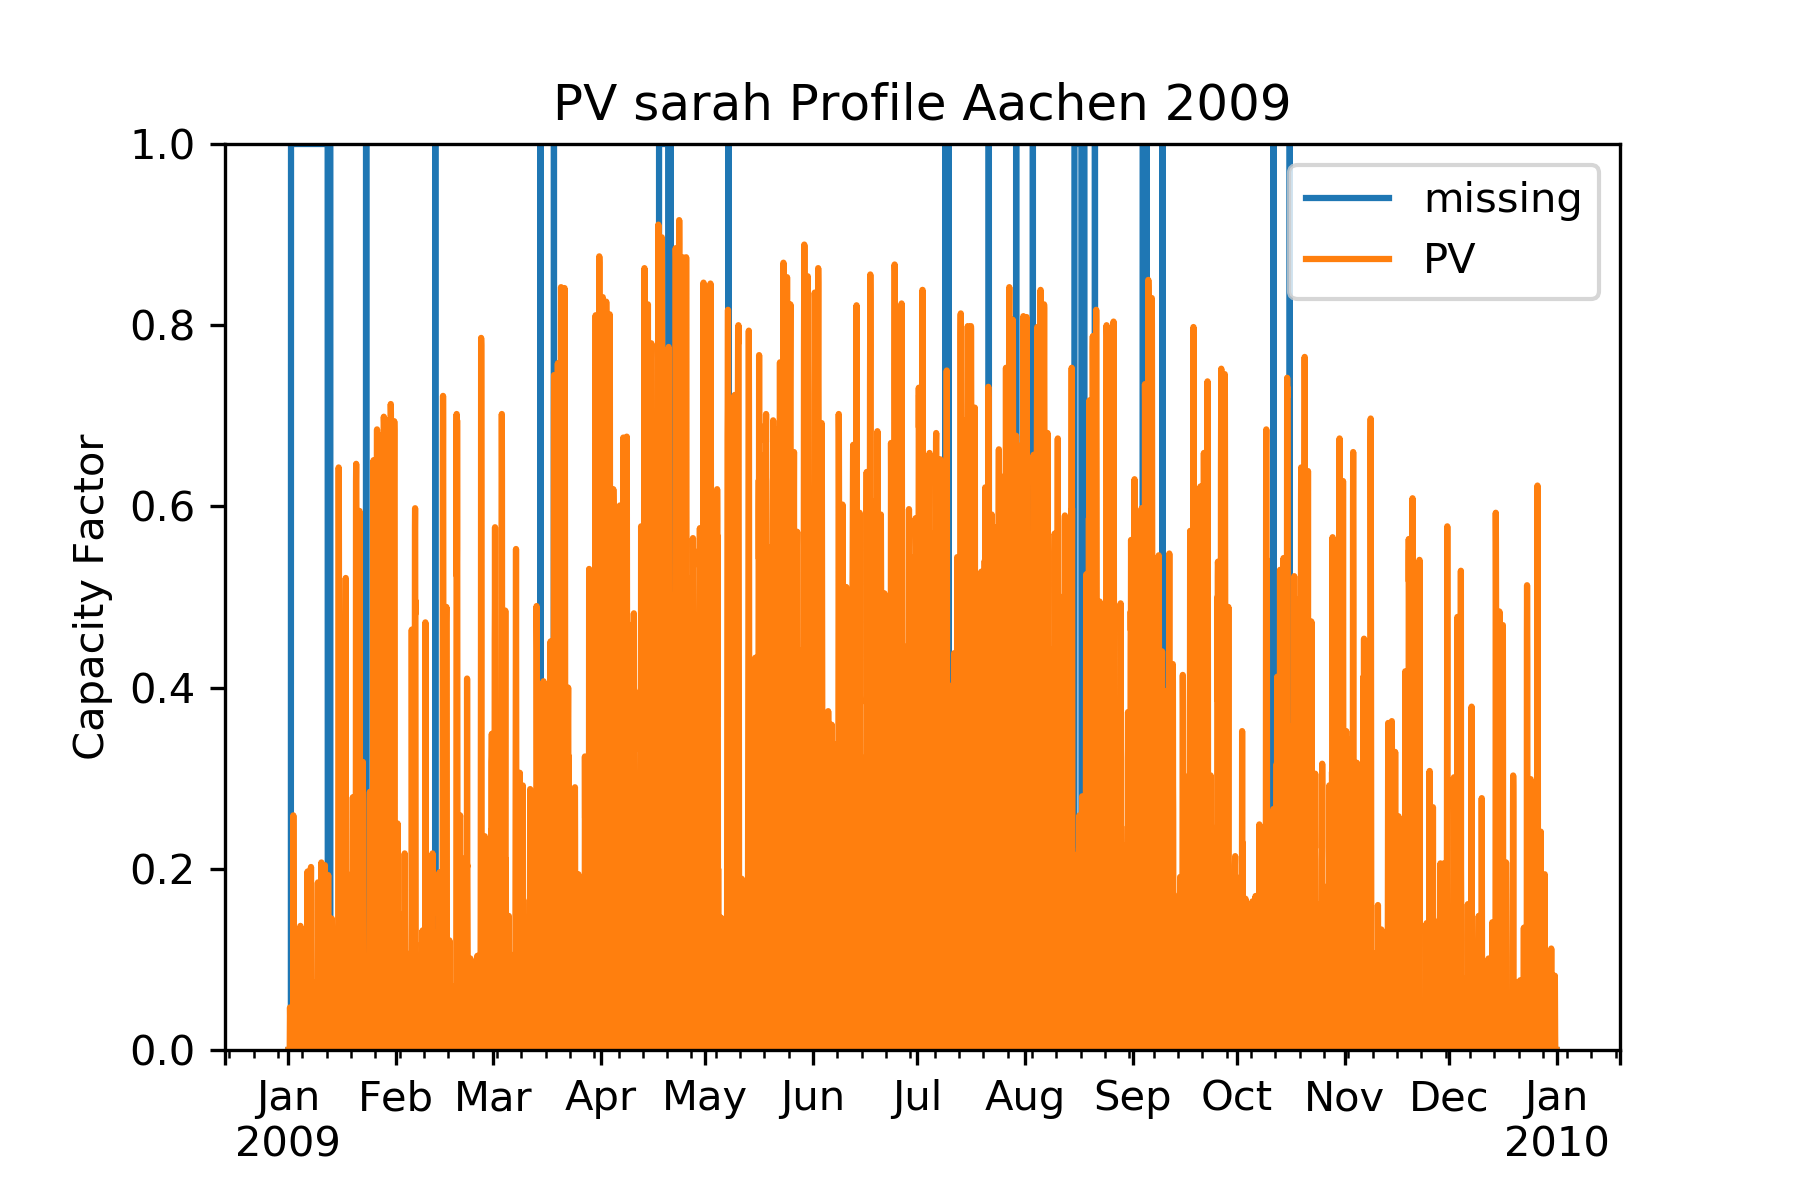 PV sarah Profile Aachen 2009
1.0
0.8
0.6
0.4
0.2
0.0
Capacity Factor
missing
PV
Jan Feb Mar Apr May Jun Jul Aug Sep Oct Nov Dec Jan
2009 2010